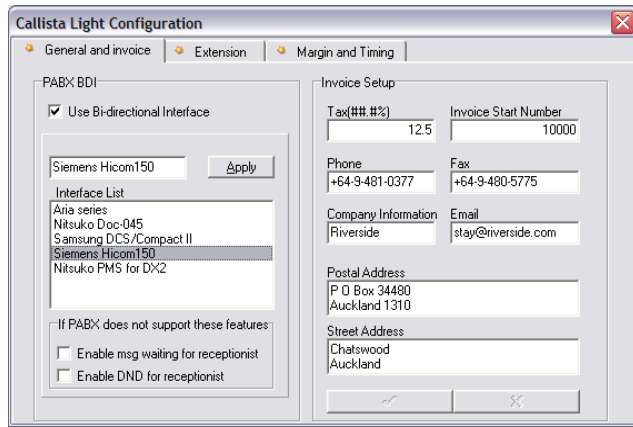 Callista Light Configuration
General and invoice
Extension
Margin and Timing
PABX BDI
Use Bi-directional Interface
Siemens Hicom150
Apply
Interface List
Aria series
Nitsuko Doc-045
Samsung DCS/Compact II
Siemens Hicom150
Nitsuko PMS for DX2
If PABX does not support these features
Enable msg waiting for receptionist
Enable DND for receptionist
Invoice Setup
Tax(##.#%)
Invoice Start Number
12.5
10000
Phone
Fax
+64-9-481-0377
+64-9-480-5775
Company Information
Email
Riverside
stay@riverside.com
Postal Address
P O Box 34480
Auckland 1310
Street Address
Chatswood
Auckland